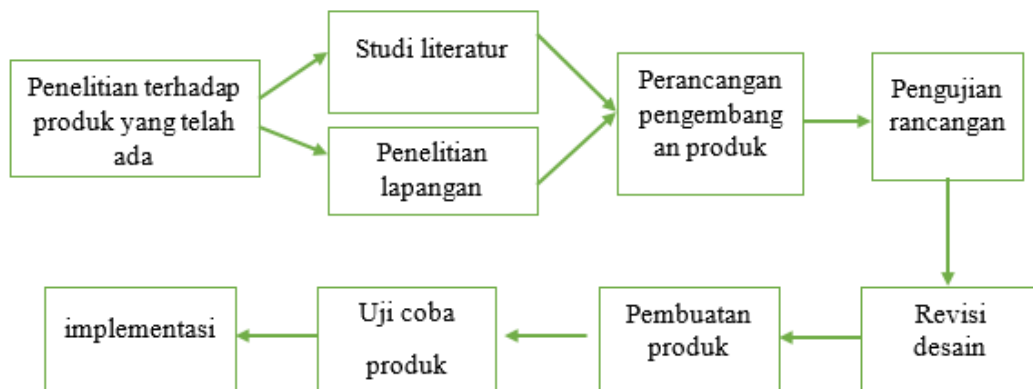 Penelitian terhadap
produk yang telah
ada
Studi literatur
Penelitian
lapangan
Perancangan
pengembang
an produk
Pengujian
rancangan
Revisi
desain
Pembuatan
produk
Uji coba
produk
implementasi